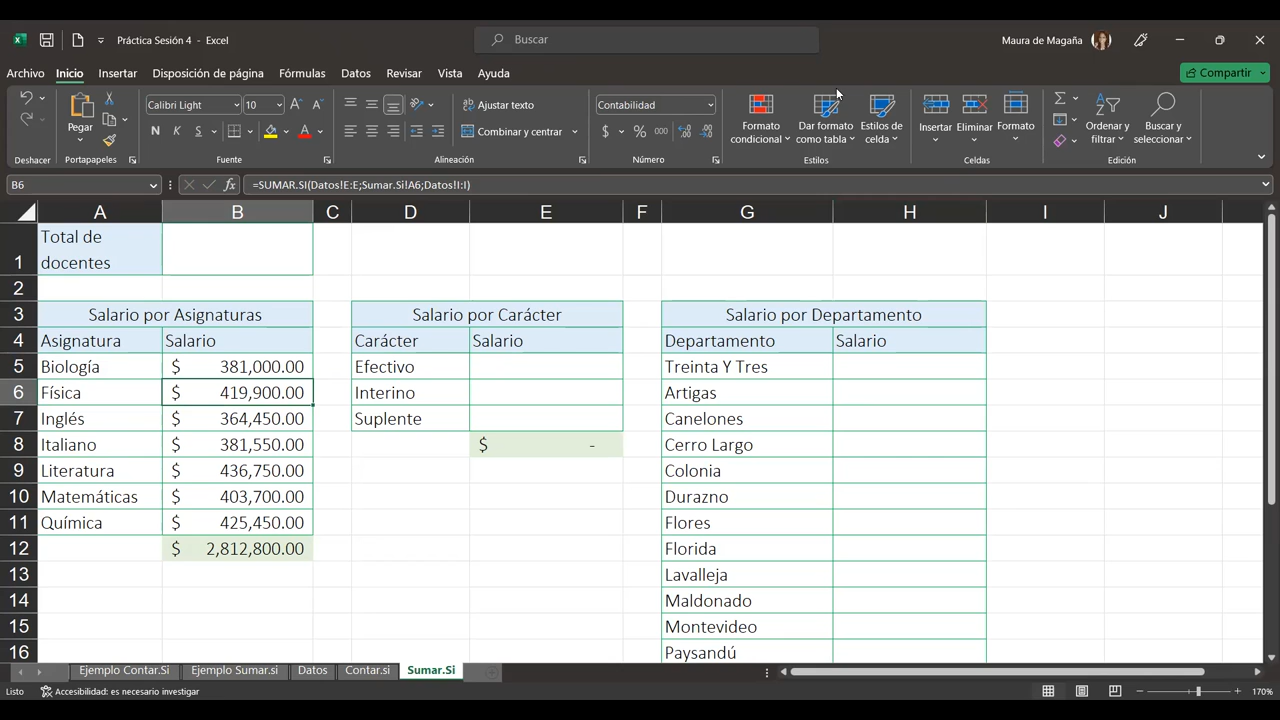 Práctica Sesión 4 - Excel
Buscar
Maura de Magaña
Archivo Inicio Insertar Disposición de página Fórmulas Datos Revisar Vista Ayuda
Compartir
Pegar
Calibri Light 10
N K S
Ajustar texto
Combinar y centrar
Contabilidad
$ % 000
Formato condicional
Dar formato como tabla
Estilos de celda
Insertar Eliminar Formato
Ordenar y filtrar
Buscar y seleccionar
Deshacer Portapapeles Fuente Alineación Número Estilos Celdas Edición
B6 fx =SUMAR.SI(Datos!E:E;Sumar.Si!A6;Datos!I:I)
A B C D E F G H I J
1 Total de docentes
2
3 Salario por Asignaturas Salario por Carácter Salario por Departamento
4 Asignatura Salario Carácter Salario Departamento Salario
5 Biología $ 381,000.00 Efectivo Treinta Y Tres
6 Física $ 419,900.00 Interino Artigas
7 Inglés $ 364,450.00 Suplente Canelones
8 Italiano $ 381,550.00 $ - Cerro Largo
9 Literatura $ 436,750.00 Colonia
10 Matemáticas $ 403,700.00 Durazno
11 Química $ 425,450.00 Flores
12 $ 2,812,800.00 Florida
13 Lavalleja
14 Maldonado
15 Montevideo
16 Paysandú
Ejemplo Contar.Si Ejemplo Sumar.si Datos Contar.si Sumar.Si
Listo Accesibilidad: es necesario investigar 170%